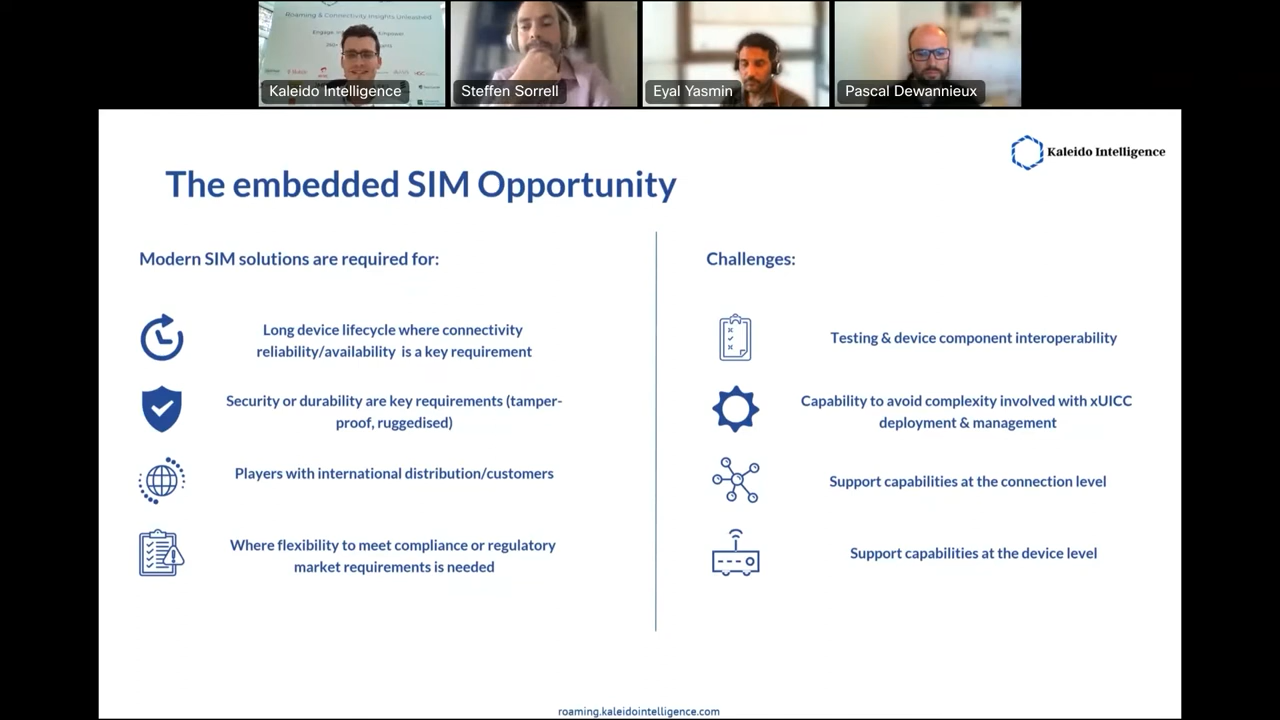 Roaming & Connectivity Insights Unleashed
Kaleido Intelligence
Steffen Sorrell
Eyal Yasmin
Pascal Dewannieux
Kaleido Intelligence
The embedded SIM Opportunity
Modern SIM solutions are required for:
Long device lifecycle where connectivity
reliability/availability is a key requirement
Security or durability are key requirements (tamper-
proof, ruggedised)
Players with international distribution/customers
Where flexibility to meet compliance or regulatory
market requirements is needed
Challenges:
Testing & device component interoperability
Capability to avoid complexity involved with xUICC
deployment & management
Support capabilities at the connection level
Support capabilities at the device level
roaming.kaleidointelligence.com